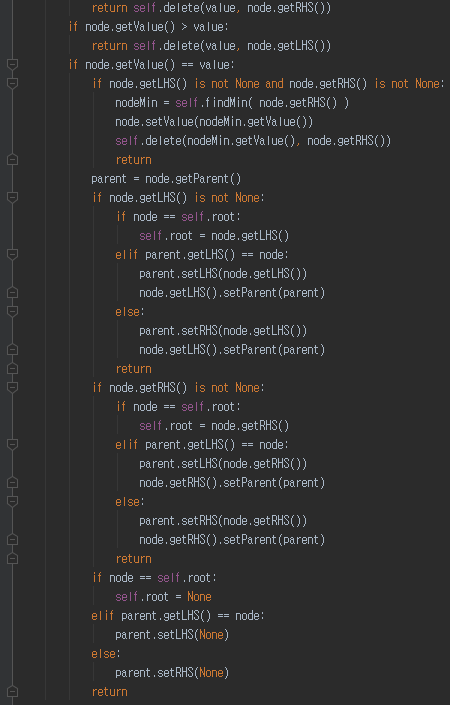 return self.delete(value, node.getRHS())
if node.getValue() > value:
return self.delete(value, node.getLHS())
if node.getValue() == value:
if node.getLHS() is not None and node.getRHS() is not None:
nodeMin = self.findMin( node.getRHS() )
node.setValue(nodeMin.getValue())
self.delete(nodeMin.getValue(), node.getRHS())
return
parent = node.getParent()
if node.getLHS() is not None:
if node == self.root:
self.root = node.getLHS()
elif parent.getLHS() == node:
parent.setLHS(node.getLHS())
node.getLHS().setParent(parent)
else:
parent.setRHS(node.getLHS())
node.getLHS().setParent(parent)
return
if node.getRHS() is not None:
if node == self.root:
self.root = node.getRHS()
elif parent.getLHS() == node:
parent.setLHS(node.getRHS())
node.getRHS().setParent(parent)
else:
parent.setRHS(node.getRHS())
node.getRHS().setParent(parent)
return
if node == self.root:
self.root = None
elif parent.getLHS() == node:
parent.setLHS(None)
else:
parent.setRHS(None)
return